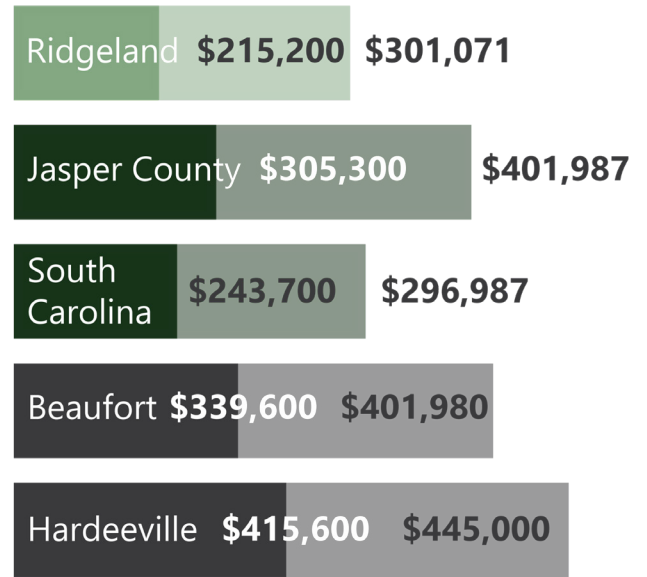 Ridgeland $215,200 $301,071
Jasper County $305,300 $401,987
South
Carolina $243,700 $296,987
Beaufort $339,600 $401,980
Hardeeville $415,600 $445,000